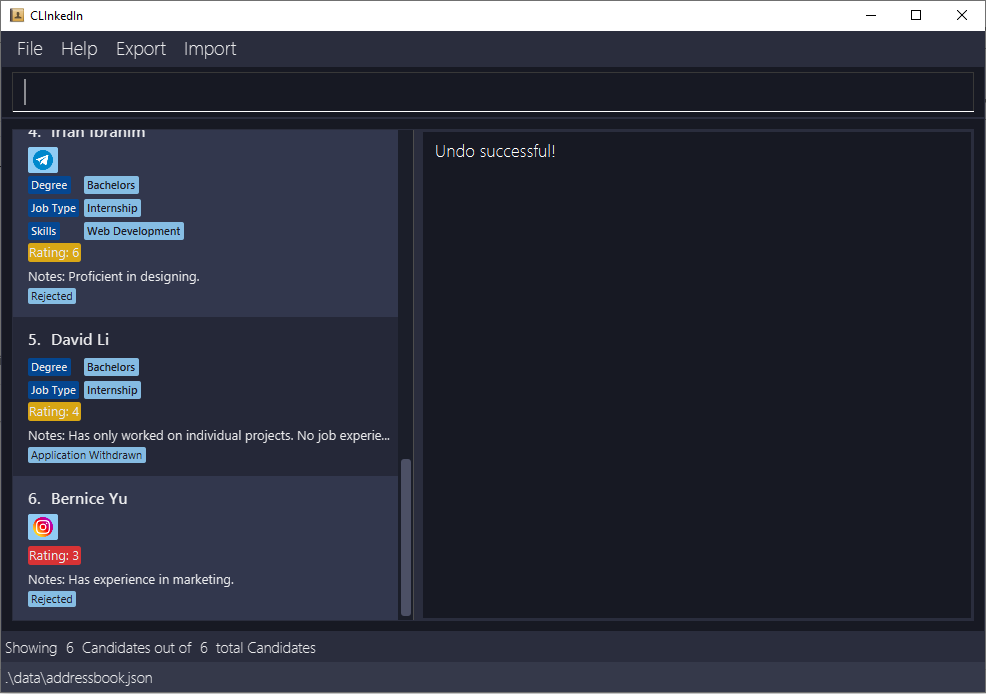 CLInkedIn
File Help Export Import
4. Irfan Ibrahim
Degree Bachelors
Job Type Internship
Skills Web Development
Rating: 6
Notes: Proficient in designing.
Rejected
5. David Li
Degree Bachelors
Job Type Internship
Rating: 4
Notes: Has only worked on individual projects. No job experie...
Application Withdrawn
6. Bernice Yu
Rating: 3
Notes: Has experience in marketing.
Rejected
Undo successful!
Showing 6 Candidates out of 6 total Candidates
.\data\addressbook.json